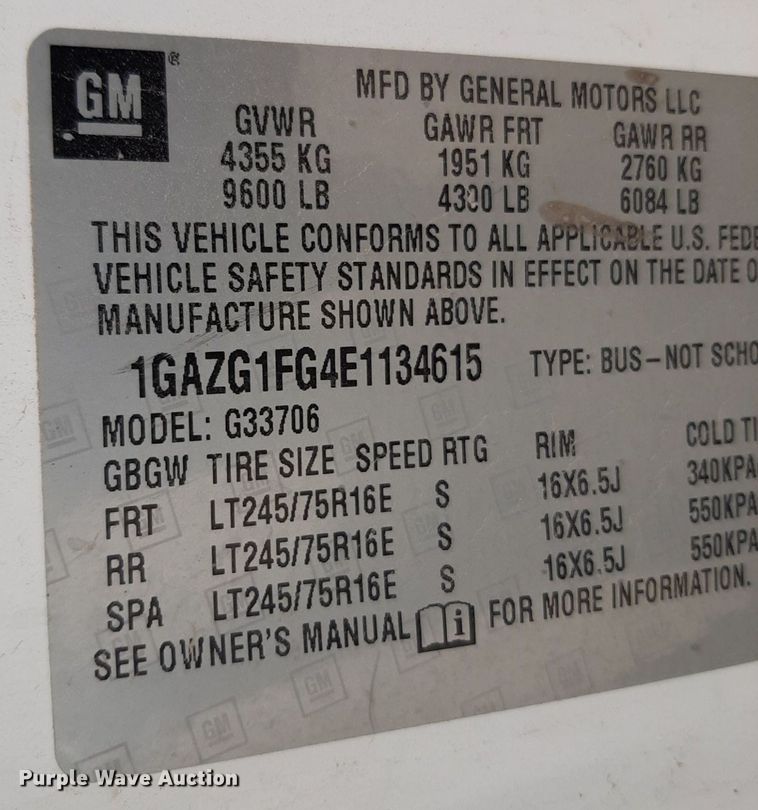 GM®
MFD BY GENERAL MOTORS LLC
GVWR GAWR FRT GAWR RR
4355 KG 1951 KG 2760 KG
9600 LB 4300 LB 6084 LB
THIS VEHICLE CONFORMS TO ALL APPLICABLE U.S. FEDE
VEHICLE SAFETY STANDARDS IN EFFECT ON THE DATE O
MANUFACTURE SHOWN ABOVE.
1GAZG1FG4E1134615 TYPE: BUS–NOT SCHO
MODEL: G33706
GBGW TIRE SIZE SPEED RTG RIM COLD TI
FRT LT245/75R16E S 16X6.5J 340KPA
RR LT245/75R16E S 16X6.5J 550KPA
SPA LT245/75R16E S 16X6.5J 550KPA
SEE OWNER'S MANUAL i FOR MORE INFORMATION.
Purple Wave Auction